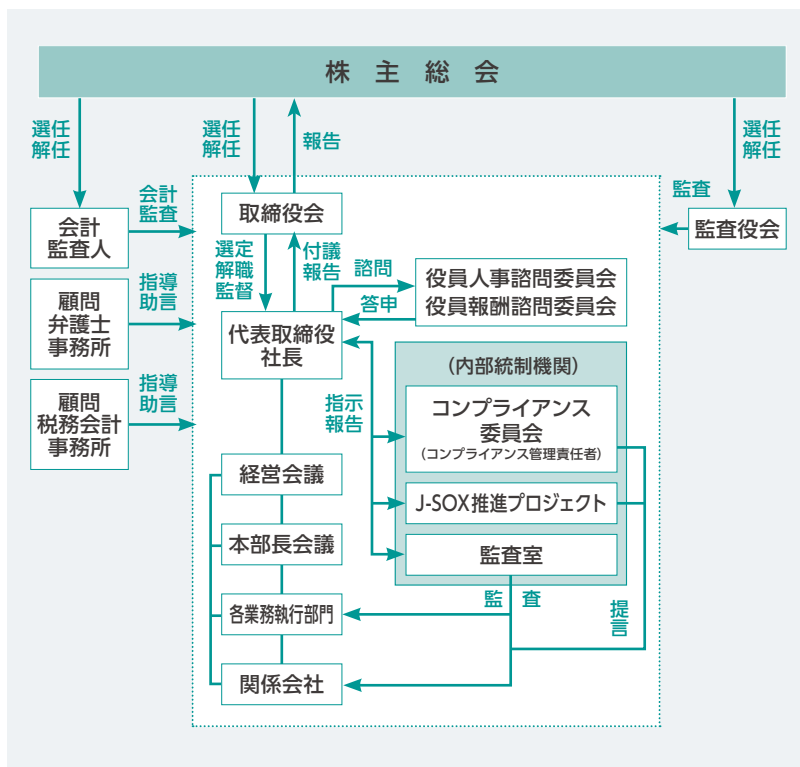 株主総会
選任
解任
選任
解任
報告
選任
解任
会計
監査
監査
会計
監査人
取締役会
監査役会
選定
解職
監督
付議
報告
諮問
答申
役員人事諮問委員会
役員報酬諮問委員会
指導
助言
顧問
弁護士
事務所
代表取締役
社長
(内部統制機関)
指導
助言
顧問
税務会計
事務所
指示
報告
コンプライアンス
委員会
(コンプライアンス管理責任者)
経営会議
J-SOX推進プロジェクト
本部長会議
監査室
監査
提言
各業務執行部門
関係会社